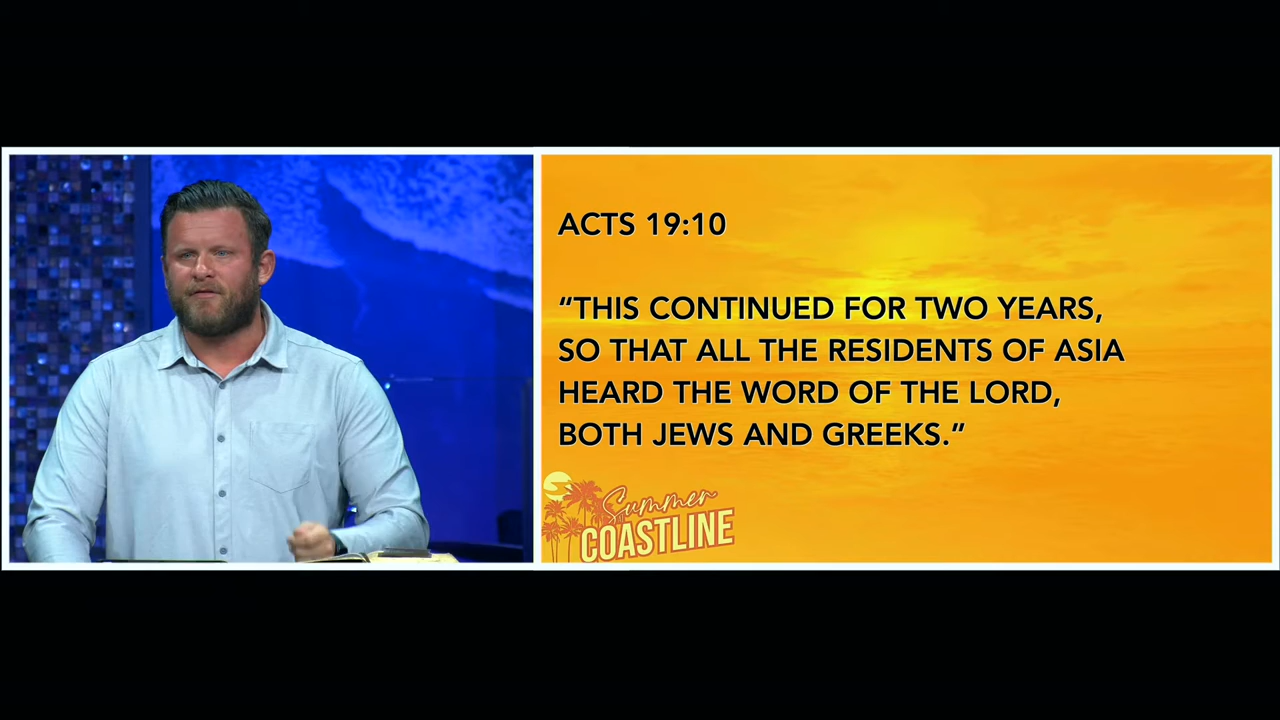 ACTS 19:10
“THIS CONTINUED FOR TWO YEARS,
SO THAT ALL THE RESIDENTS OF ASIA
HEARD THE WORD OF THE LORD,
BOTH JEWS AND GREEKS.”
Summer
AT
COASTLINE